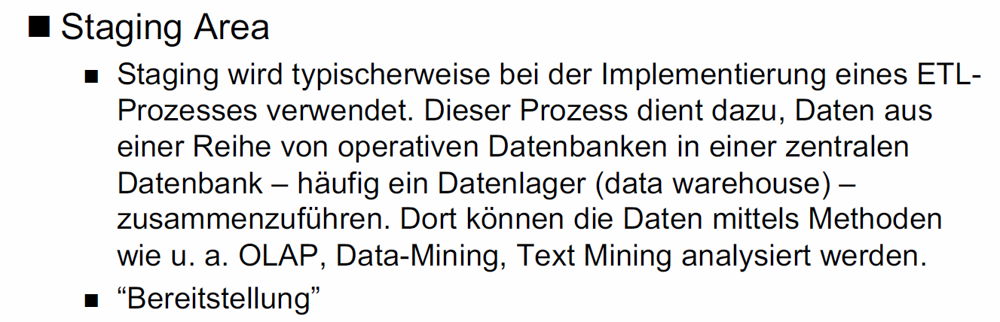 ■ Staging Area
■ Staging wird typischerweise bei der Implementierung eines ETL-
Prozesses verwendet. Dieser Prozess dient dazu, Daten aus
einer Reihe von operativen Datenbanken in einer zentralen
Datenbank – häufig ein Datenlager (data warehouse) –
zusammenzuführen. Dort können die Daten mittels Methoden
wie u. a. OLAP, Data-Mining, Text Mining analysiert werden.
■ “Bereitstellung”